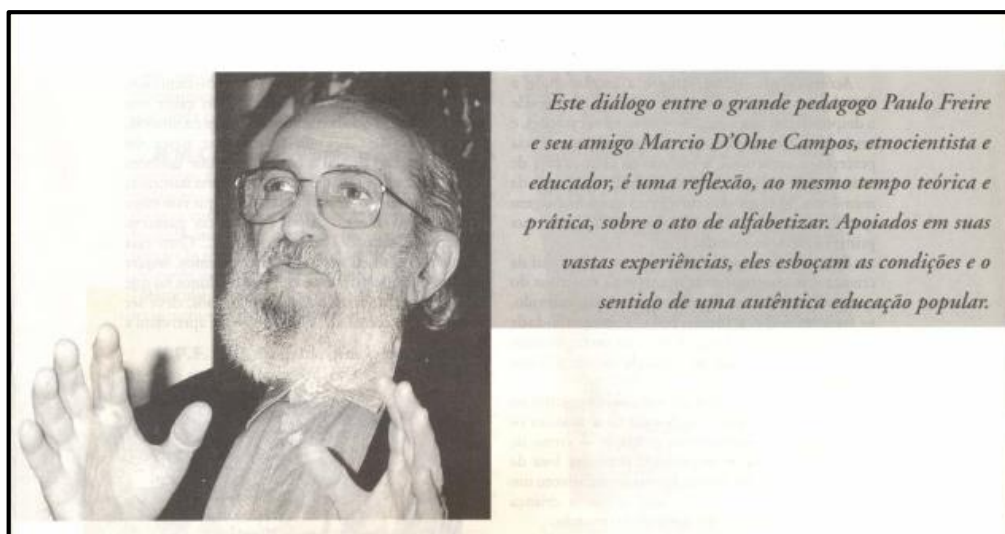 Este diálogo entre o grande pedagogo Paulo Freire
e seu amigo Marcio D'Olne Campos, etnocientista e
educador, é uma reflexão, ao mesmo tempo teórica e
prática, sobre o ato de alfabetizar. Apoiados em suas
vastas experiências, eles esboçam as condições e o
sentido de uma autêntica educação popular.